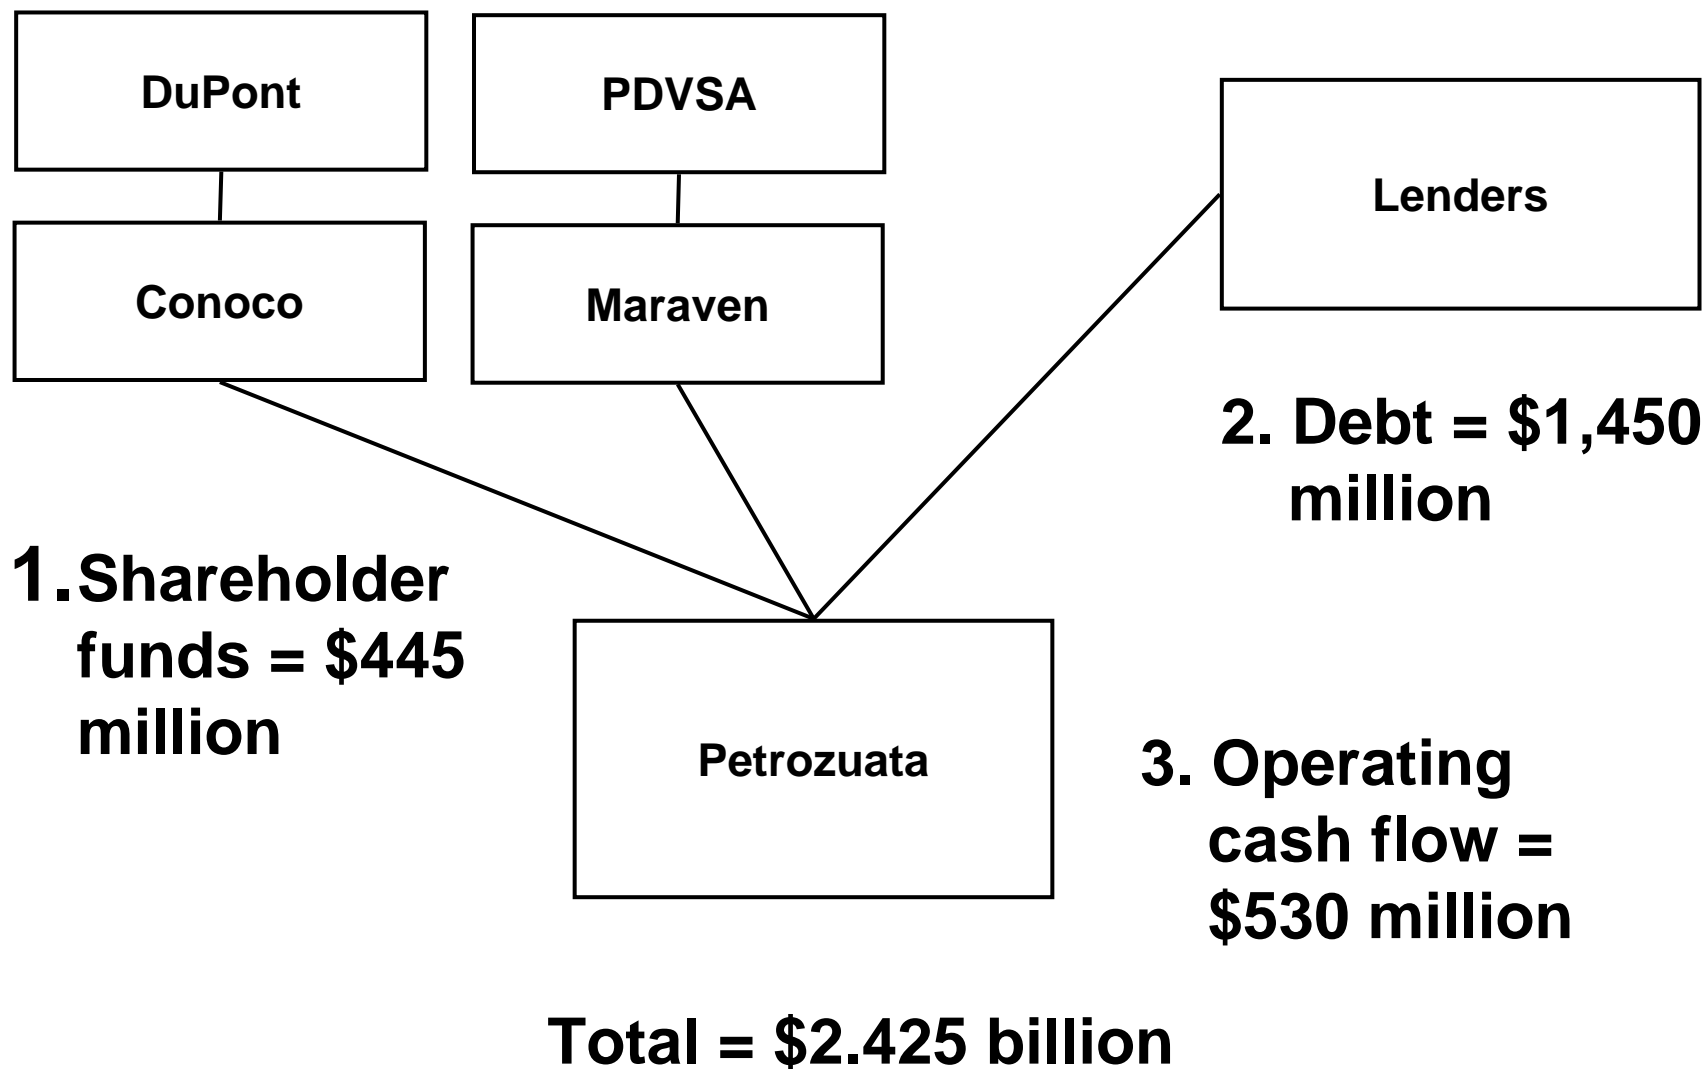 DuPont
PDVSA
Lenders
Conoco
Maraven
2. Debt = $1,450
million
1. Shareholder
funds = $445
million
Petrozuata
3. Operating
cash flow =
$530 million
Total = $2.425 billion